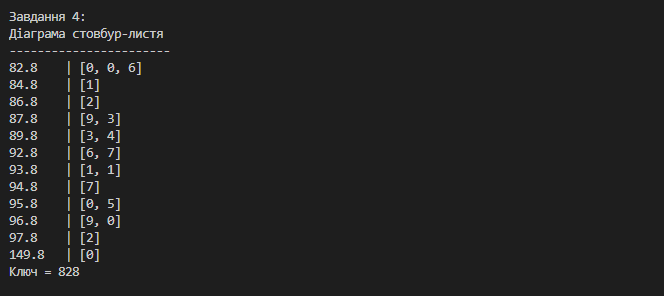 Завдання 4:
Діаграма стовбур-листя
-----------------------
82.8    | [0, 0, 6]
84.8    | [1]
86.8    | [2]
87.8    | [9, 3]
89.8    | [3, 4]
92.8    | [6, 7]
93.8    | [1, 1]
94.8    | [7]
95.8    | [0, 5]
96.8    | [9, 0]
97.8    | [2]
149.8   | [0]
Ключ = 828